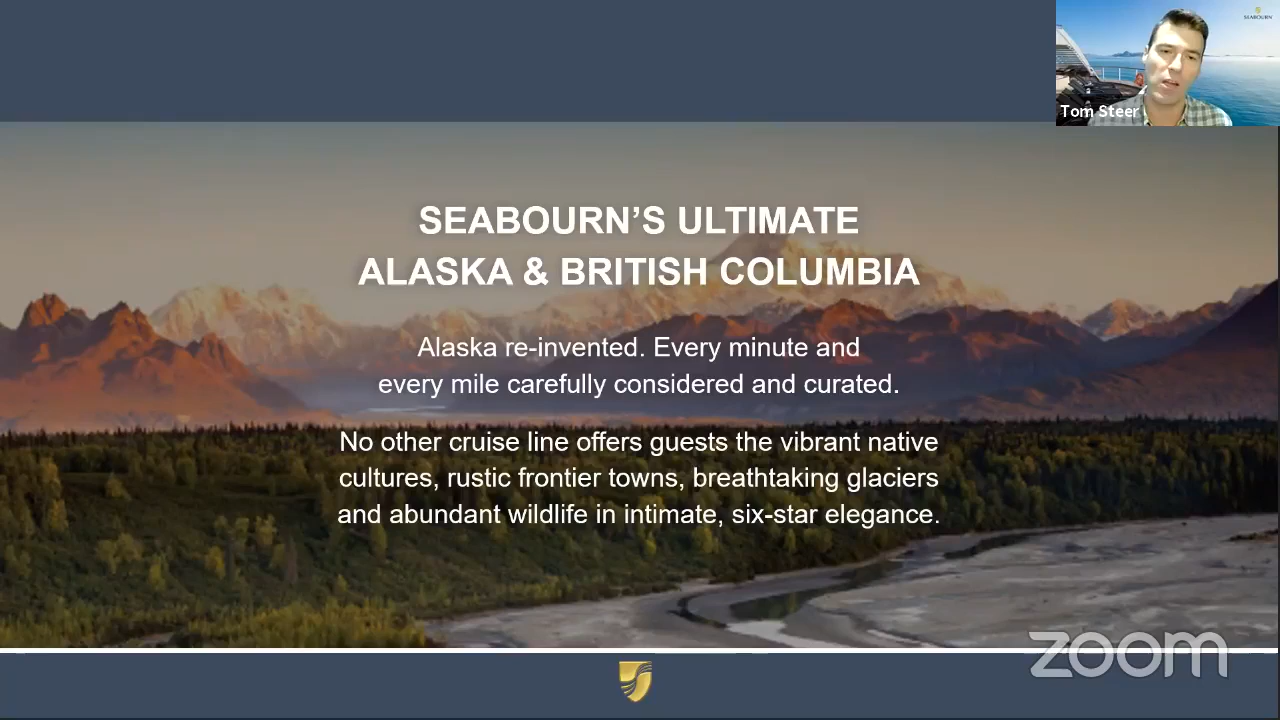 SEABOURN
Tom Steer
SEABOURN’S ULTIMATE
ALASKA & BRITISH COLUMBIA
Alaska re-invented. Every minute and
every mile carefully considered and curated.
No other cruise line offers guests the vibrant native
cultures, rustic frontier towns, breathtaking glaciers
and abundant wildlife in intimate, six-star elegance.
zoom